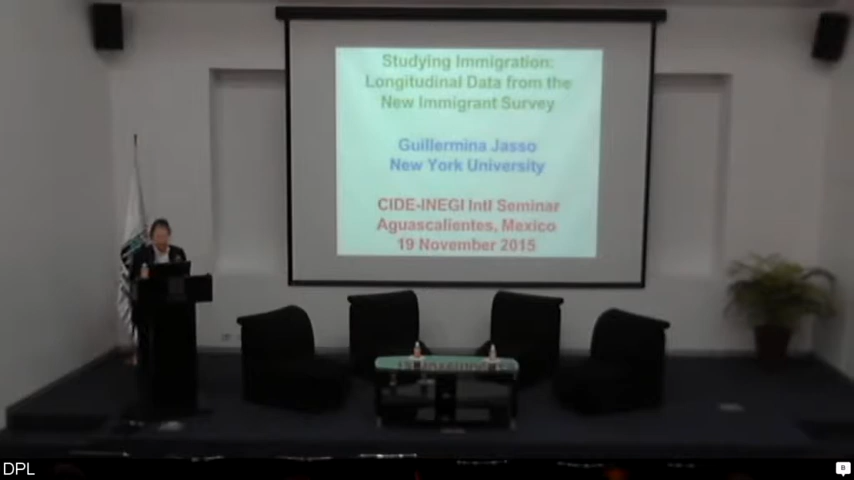 Studying Immigration:
Longitudinal Data from the
New Immigrant Survey
Guillermina Jasso
New York University
CIDE-INEGI Intl Seminar
Aguascalientes, Mexico
19 November 2015
DPL
B